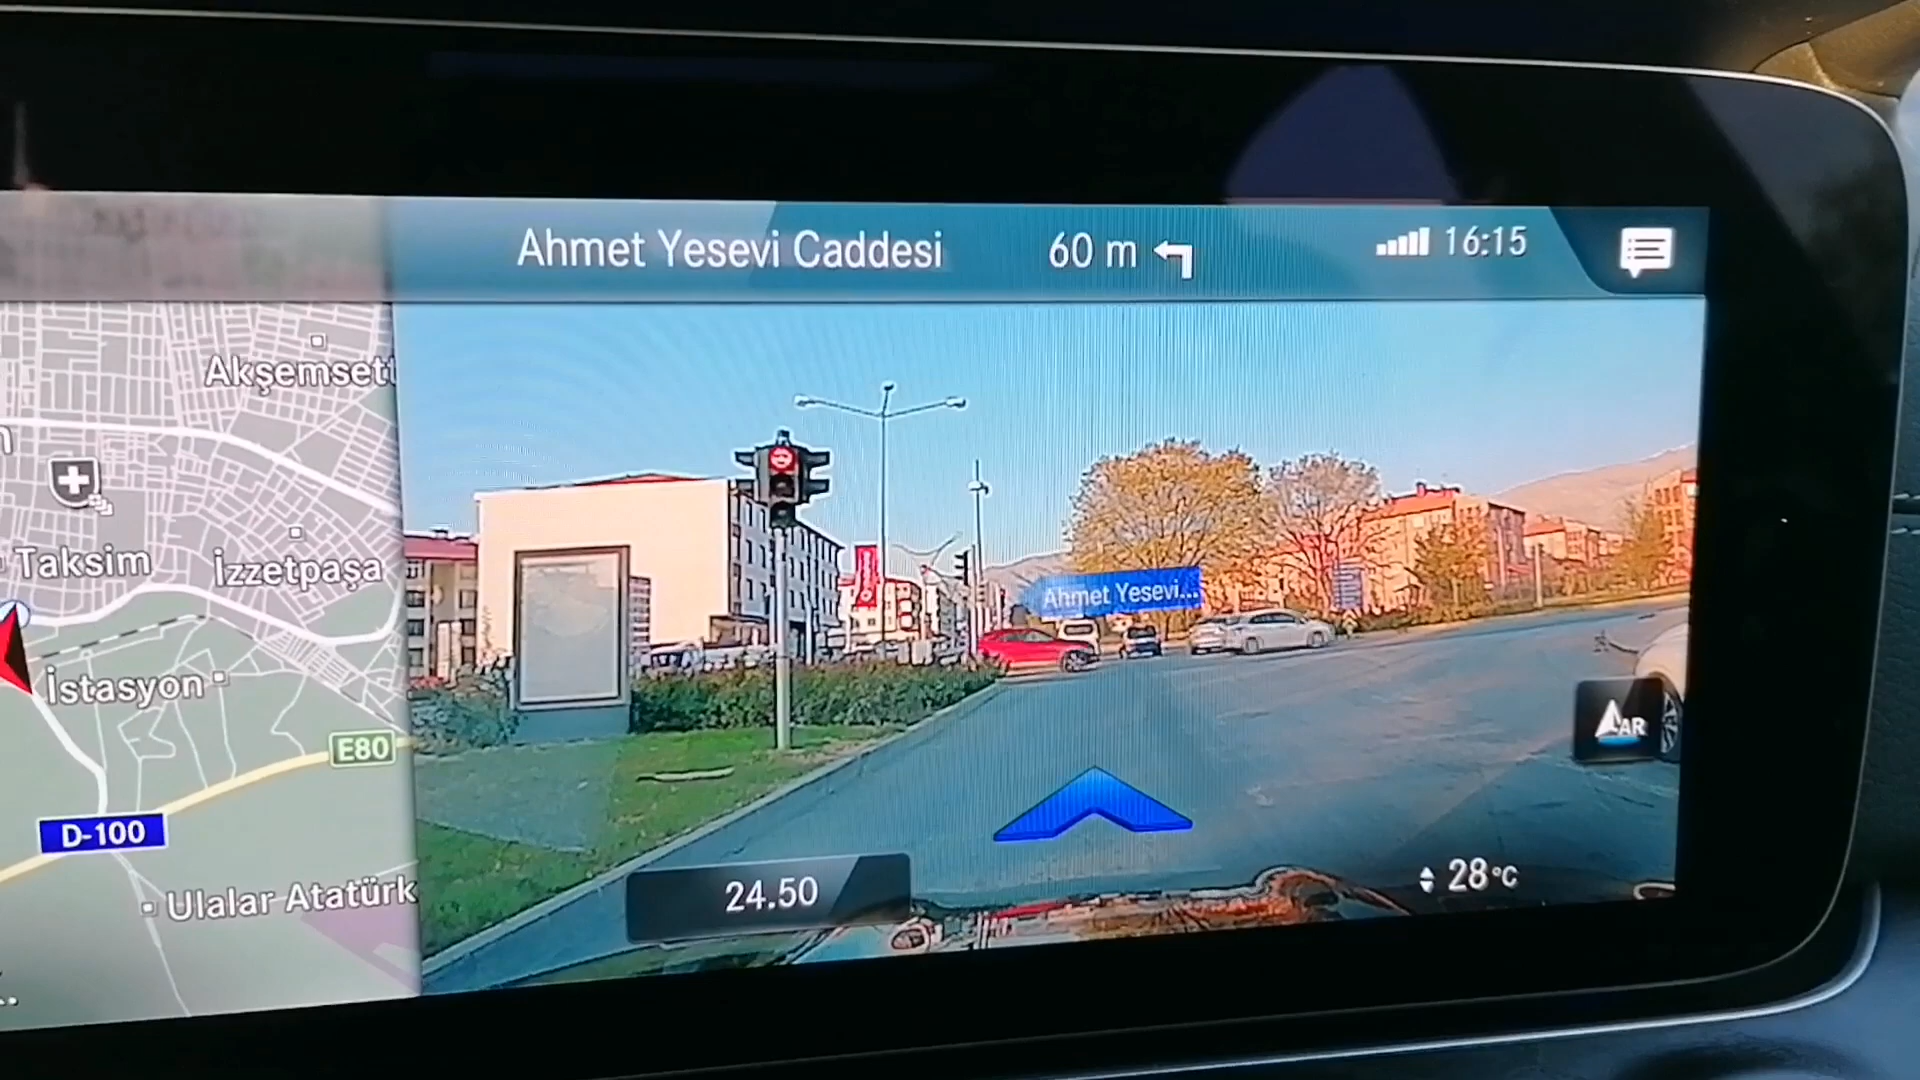 Ahmet Yesevi Caddesi 60 m 16:15
Akşemsett
Taksim
İzzetpaşa
İstasyon
E80
D-100
Ulalar Atatürk
Ahmet Yesevi...
AR
24.50
28°C